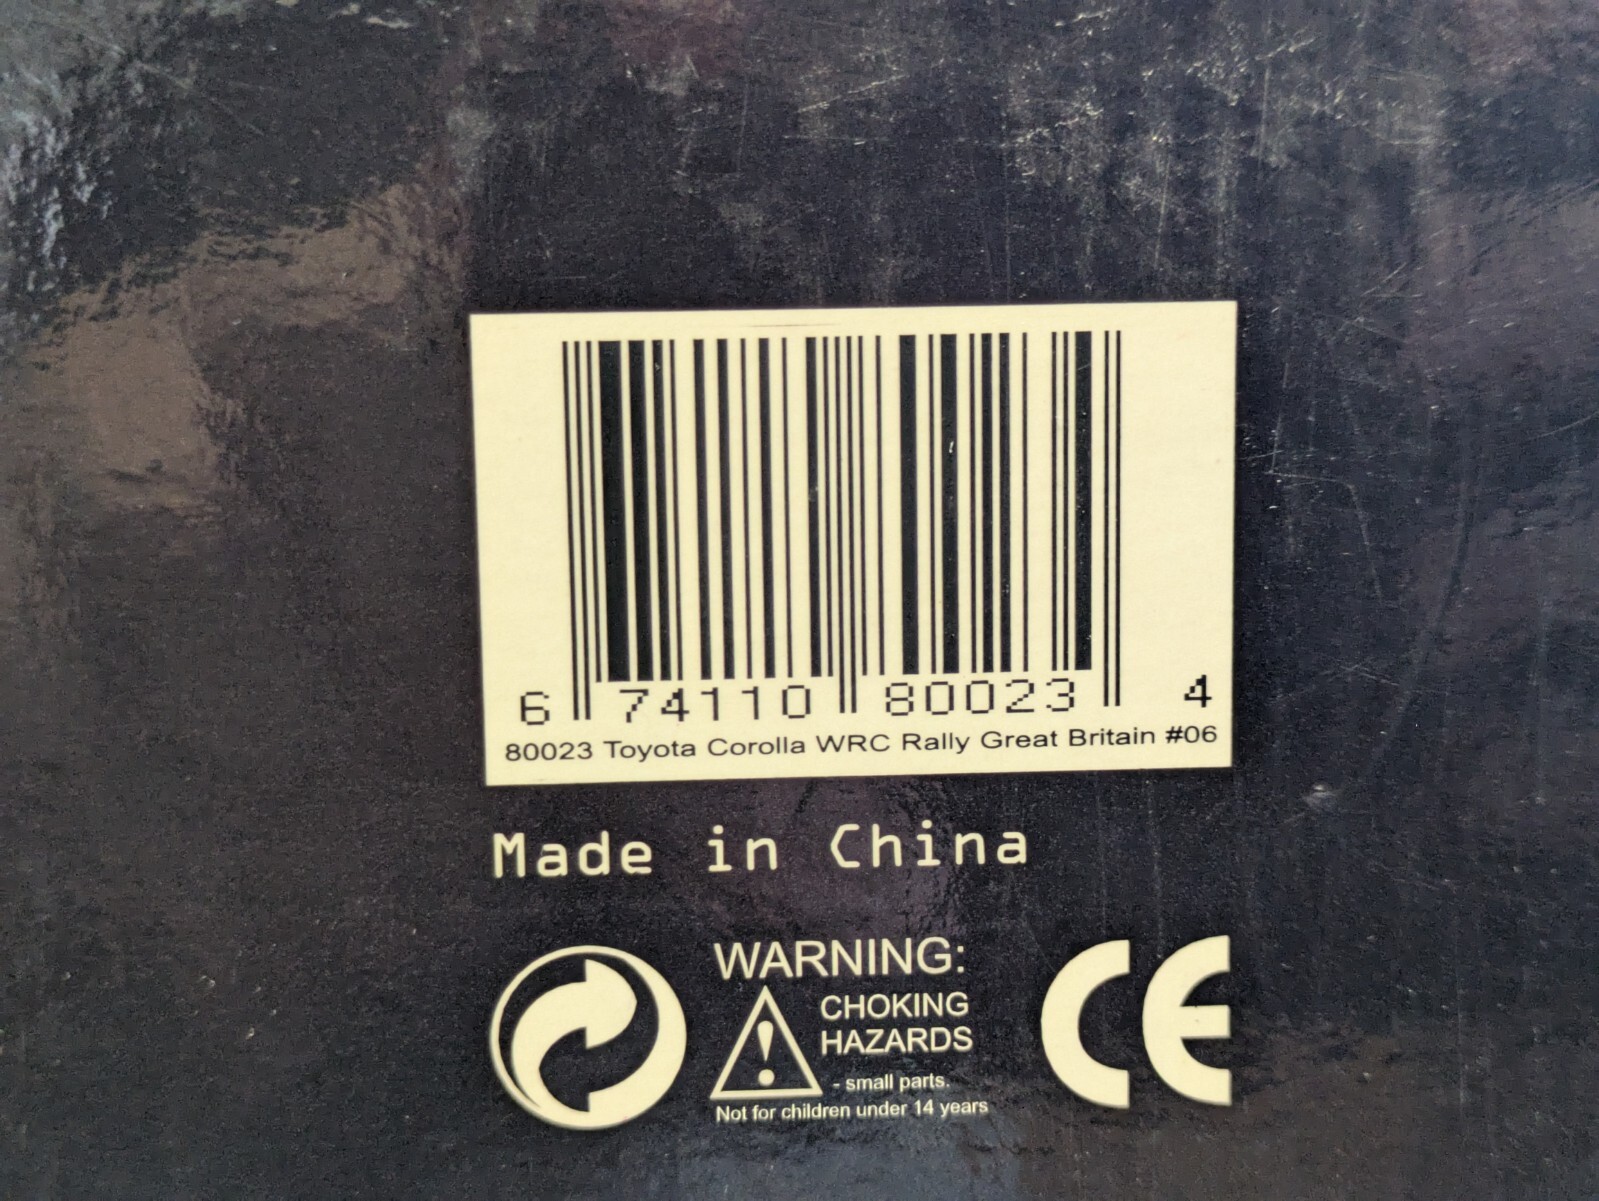 6 74110 80023 4
80023 Toyota Corolla WRC Rally Great Britain #06
Made in China
WARNING:
CHOKING
HAZARDS
- small parts.
Not for children under 14 years
CE